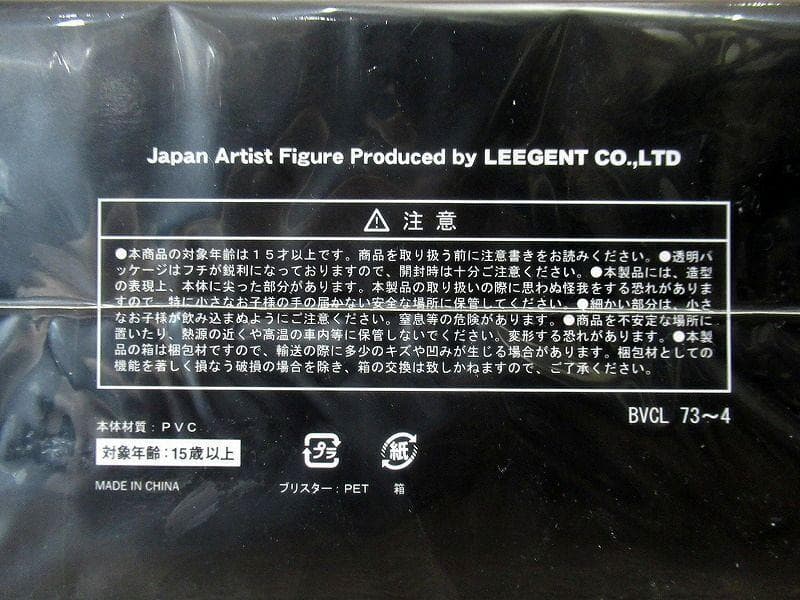 Japan Artist Figure Produced by LEEGENT CO.,LTD
⚠ 注意
●本商品の対象年齢は15才以上です。商品を取り扱う前に注意書きをお読みください。●透明パ
ッケージはフチが鋭利になっておりますので、開封時は十分ご注意ください。●本製品には、造型
の表現上、本体に尖った部分があります。本製品の取り扱いの際に思わぬ怪我をする恐れがありま
すので、特に小さなお子様の手の届かない安全な場所に保管してください。●細かい部分は、小さ
なお子様が飲み込まぬようにご注意ください。窒息等の危険があります。●商品を不安定な場所に
置いたり、熱源の近くや高温の車内等に保管しないでください。変形する恐れがあります。●本製
品の箱は梱包材ですので、輸送の際に多少のキズや凹みが生じる場合があります。梱包材としての
機能を著しく損なう破損の場合を除き、箱の交換は致しかねますので、ご了承ください。
BVCL 73〜4
本体材質：PVC
対象年齢：15歳以上
MADE IN CHINA
プラ
ブリスター：PET
紙
箱